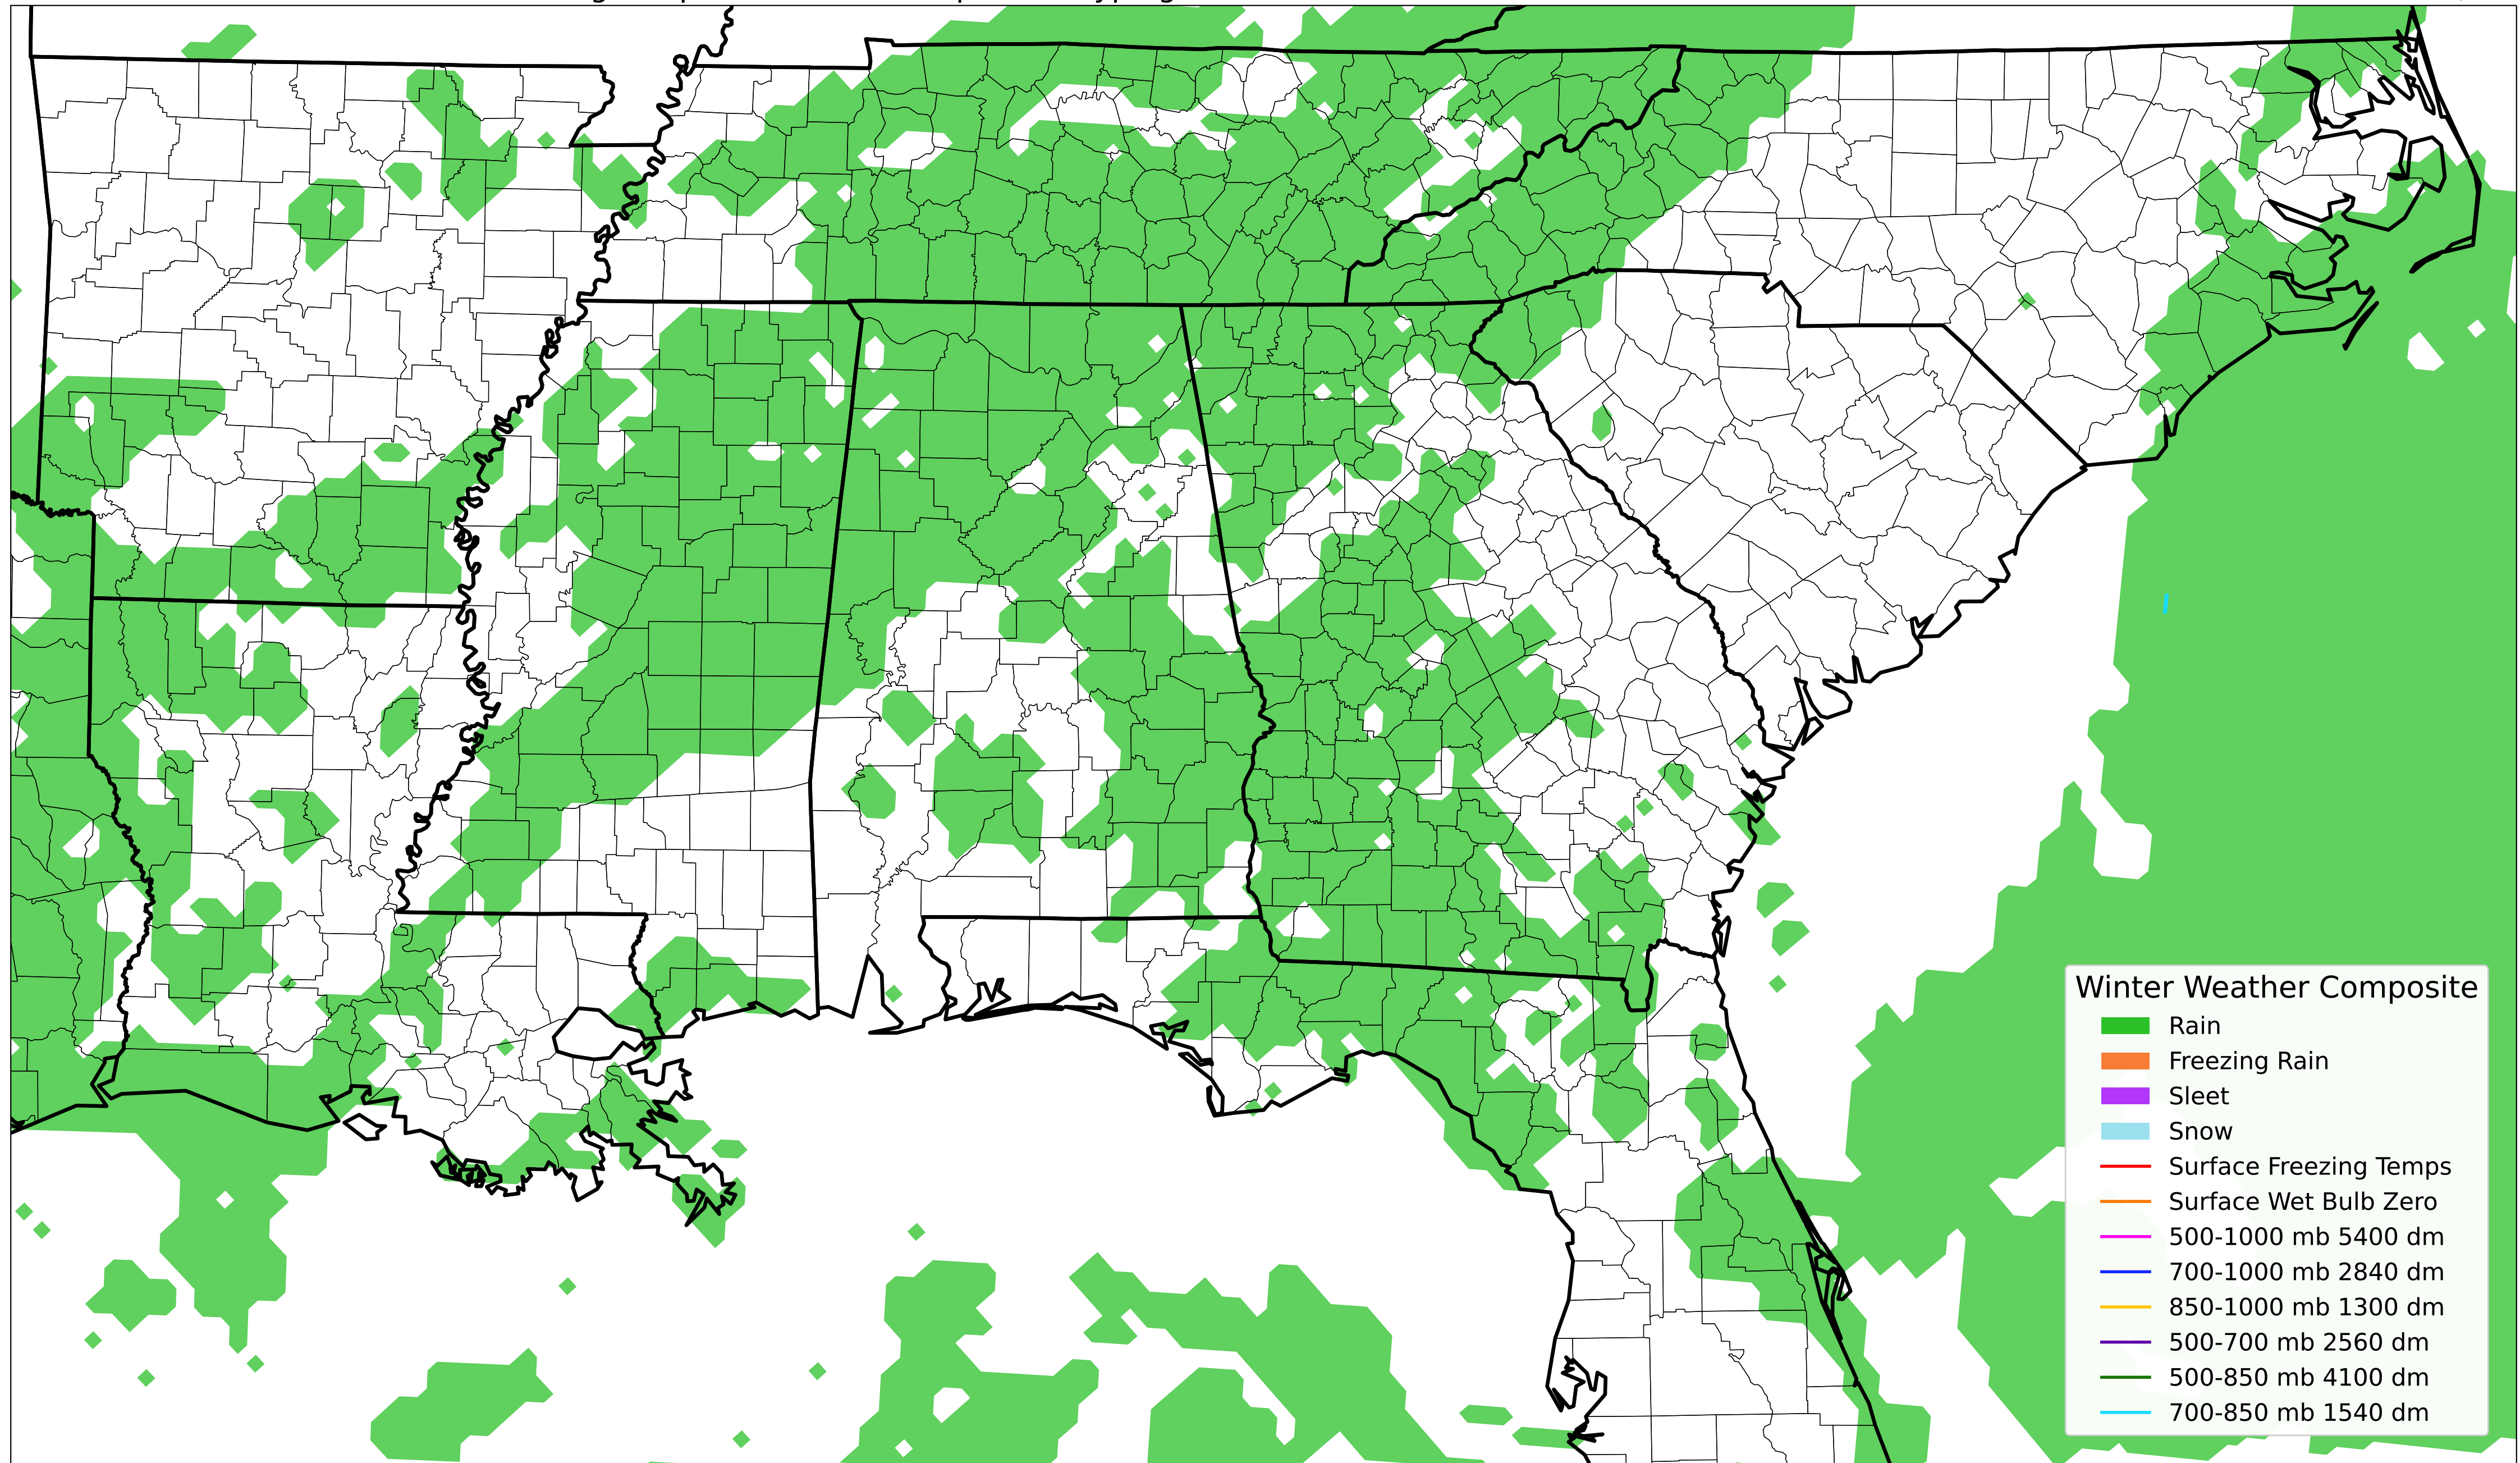 Winter Weather Composite
Rain
Freezing Rain
Sleet
Snow
Surface Freezing Temps
Surface Wet Bulb Zero
500-1000 mb 5400 dm
700-1000 mb 2840 dm
850-1000 mb 1300 dm
500-700 mb 2560 dm
500-850 mb 4100 dm
700-850 mb 1540 dm